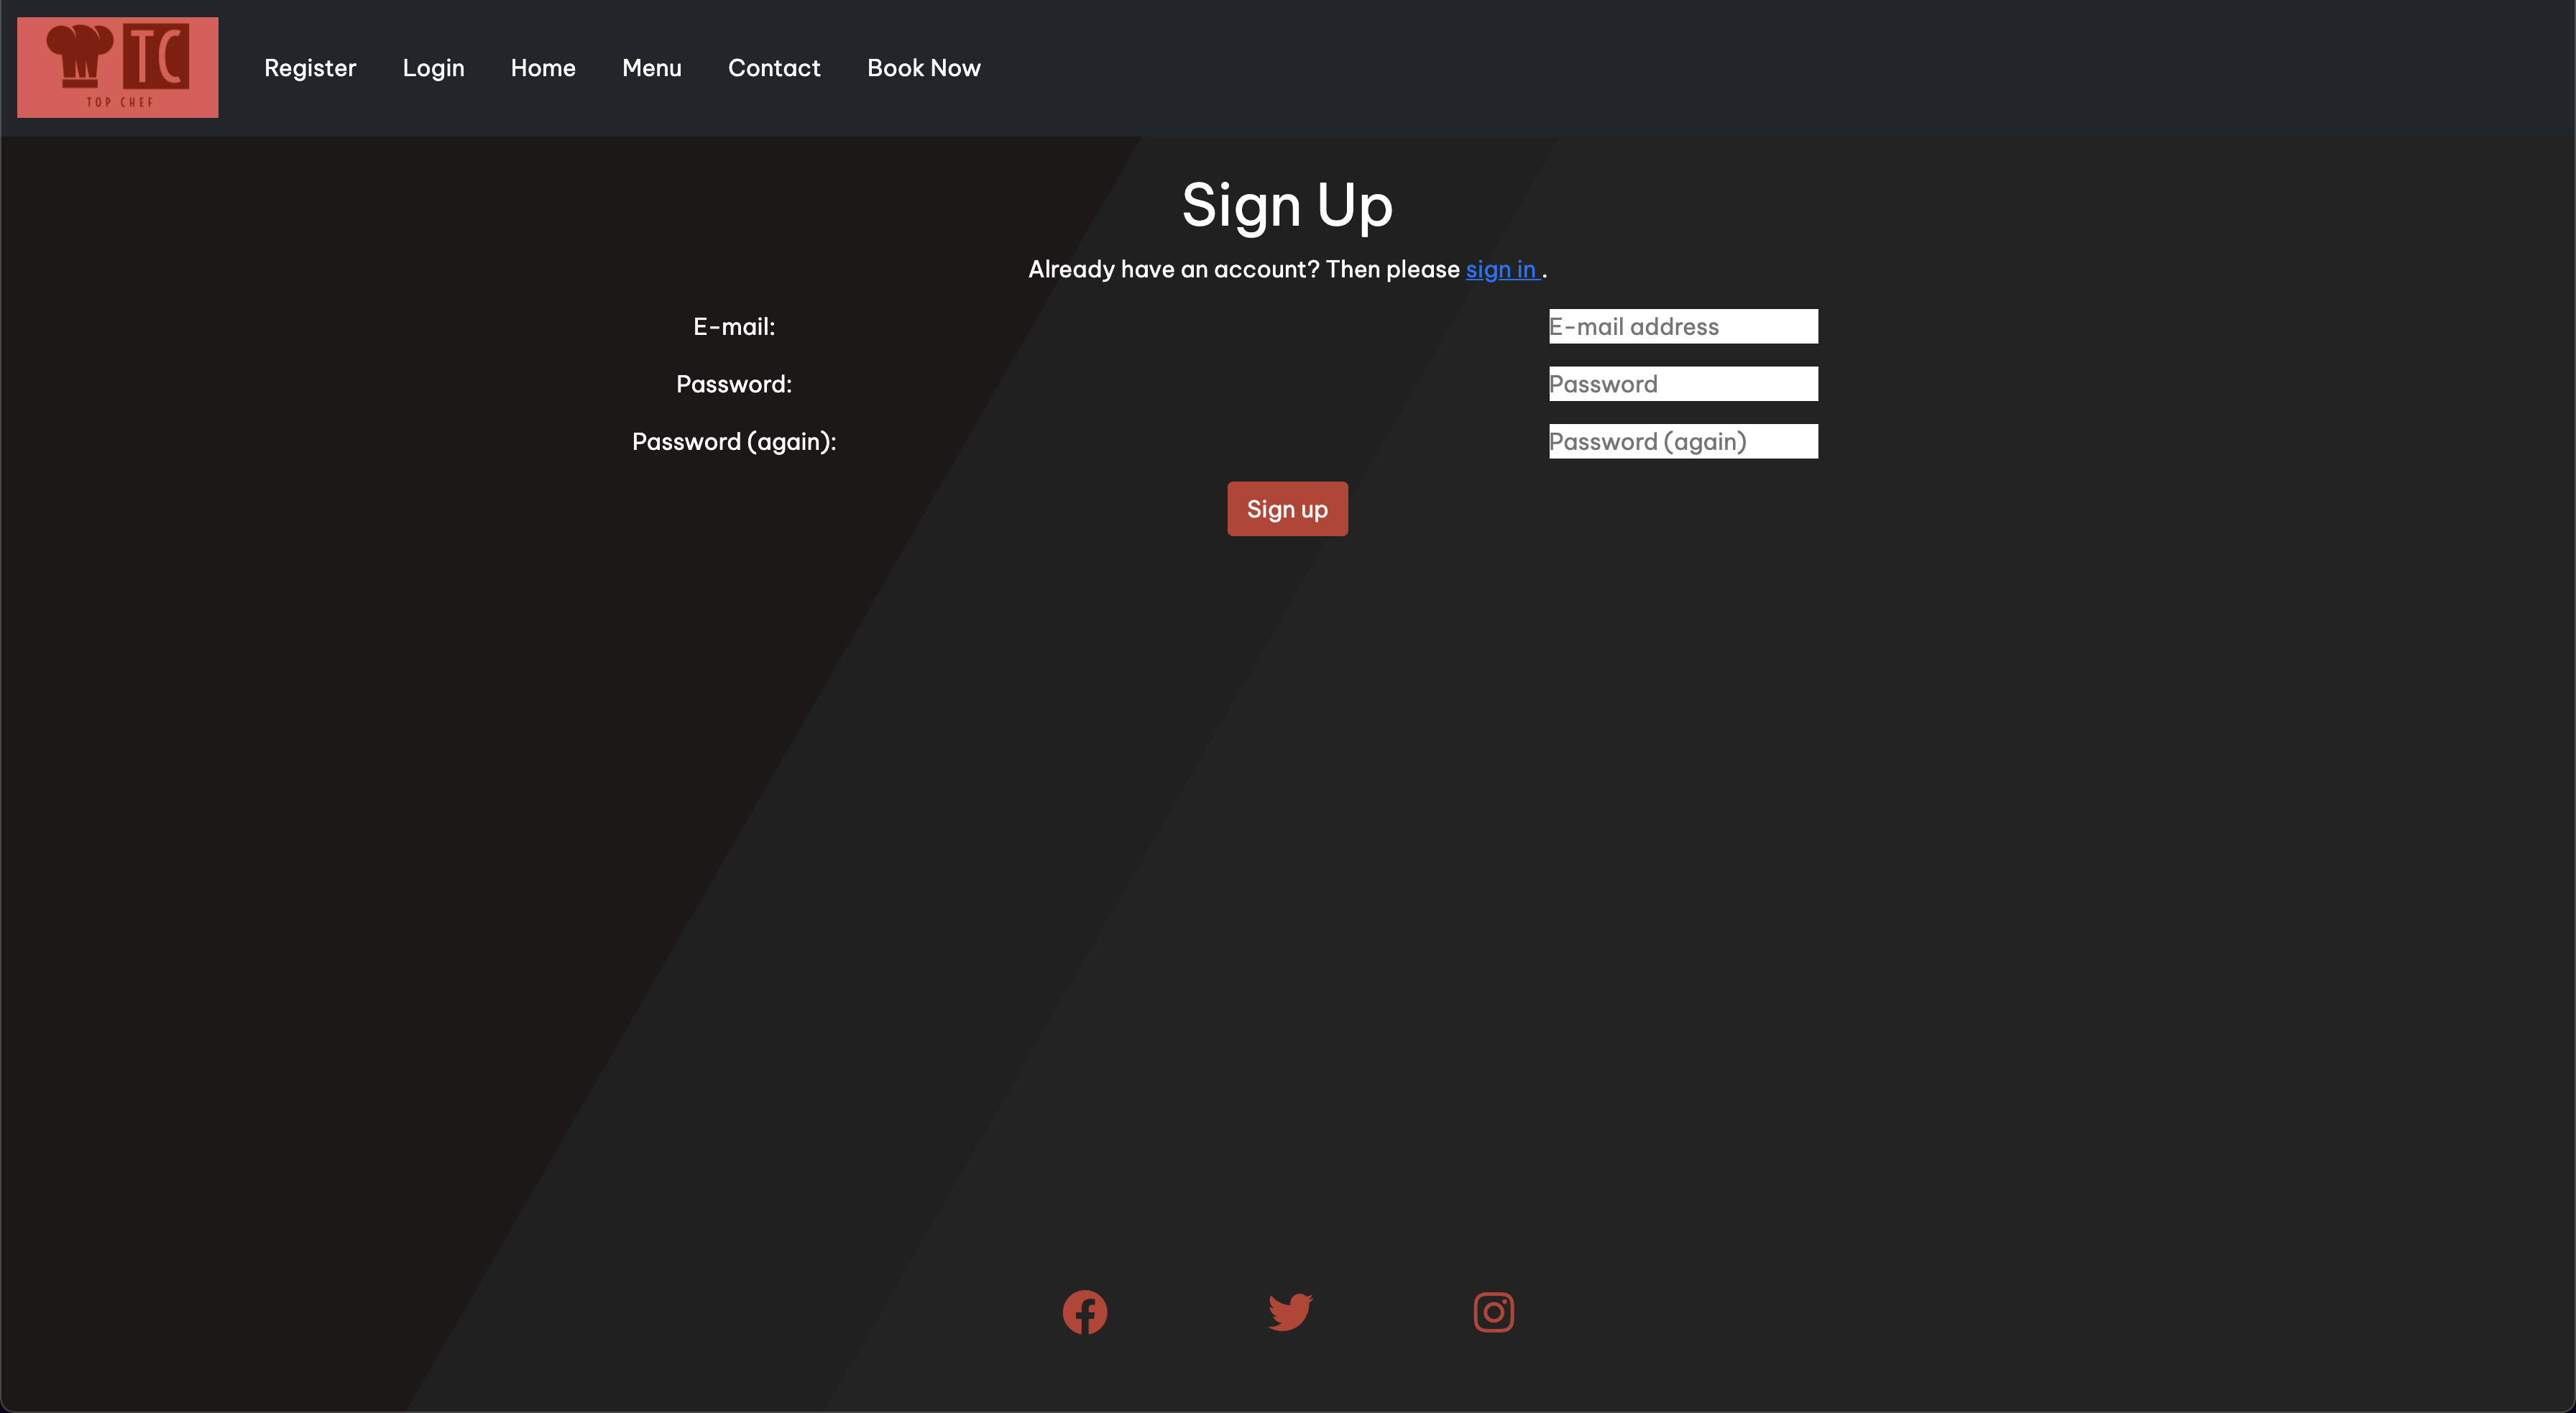 TC
TOP CHEF
Register Login Home Menu Contact Book Now
Sign Up
Already have an account? Then please sign in .
E-mail: E-mail address
Password: Password
Password (again): Password (again)
Sign up